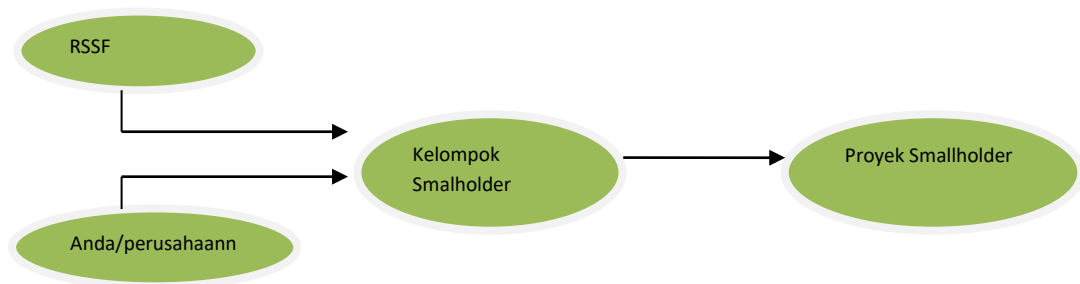 RSSF
Anda/perusahaann
Kelompok
Smalholder
Proyek Smallholder